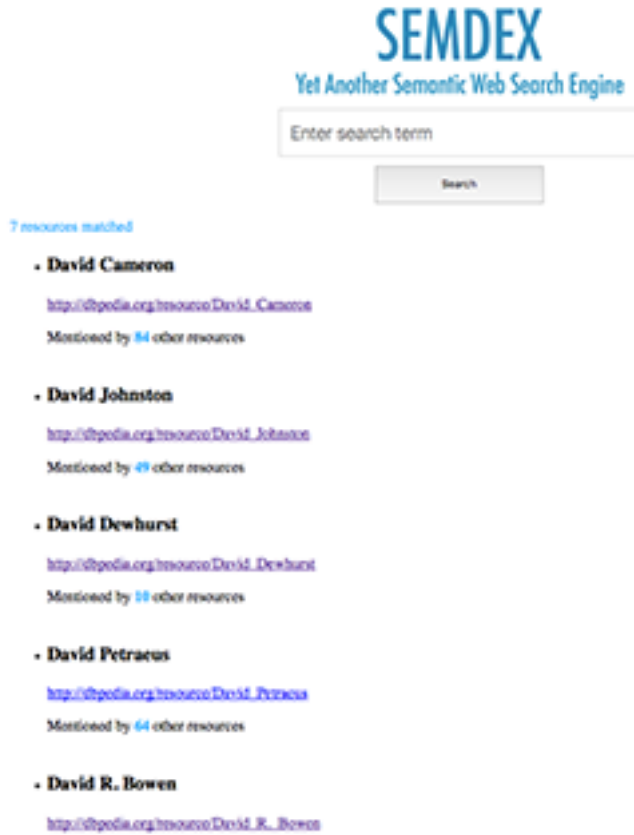 SEMDEX
Yet Another Semantic Web Search Engine
Enter search term
Search
7 resources matched
David Cameron
http://dbpedia.org/resource/David_Cameron
Mentioned by 84 other resources
David Johnston
http://dbpedia.org/resource/David_Johnston
Mentioned by 49 other resources
David Dewhurst
http://dbpedia.org/resource/David_Dewhurst
Mentioned by 10 other resources
David Petraeus
http://dbpedia.org/resource/David_Petraeus
Mentioned by 64 other resources
David R. Bowen
http://dbpedia.org/resource/David_R._Bowen